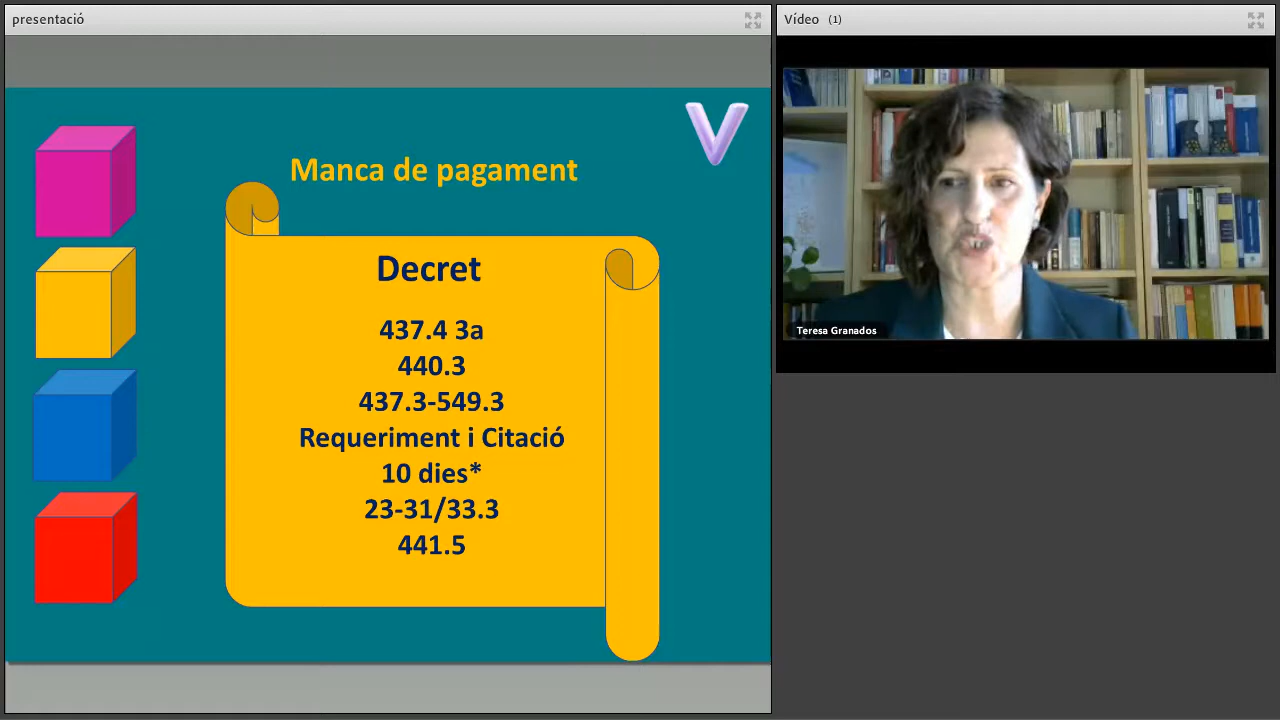 presentació
Manca de pagament
Decret
437.4 3a
440.3
437.3-549.3
Requeriment i Citació
10 dies*
23-31/33.3
441.5
V
Vídeo (1)
Teresa Granados